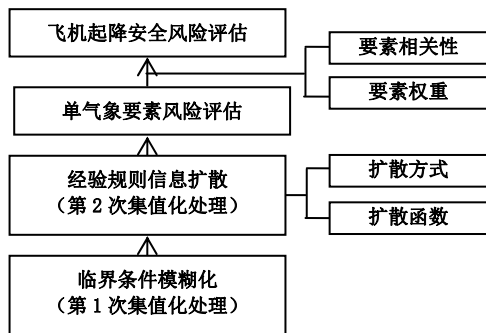 飞机起降安全风险评估
要素相关性
要素权重
单气象要素风险评估
经验规则信息扩散
（第 2 次集值化处理）
扩散方式
扩散函数
临界条件模糊化
（第 1 次集值化处理）